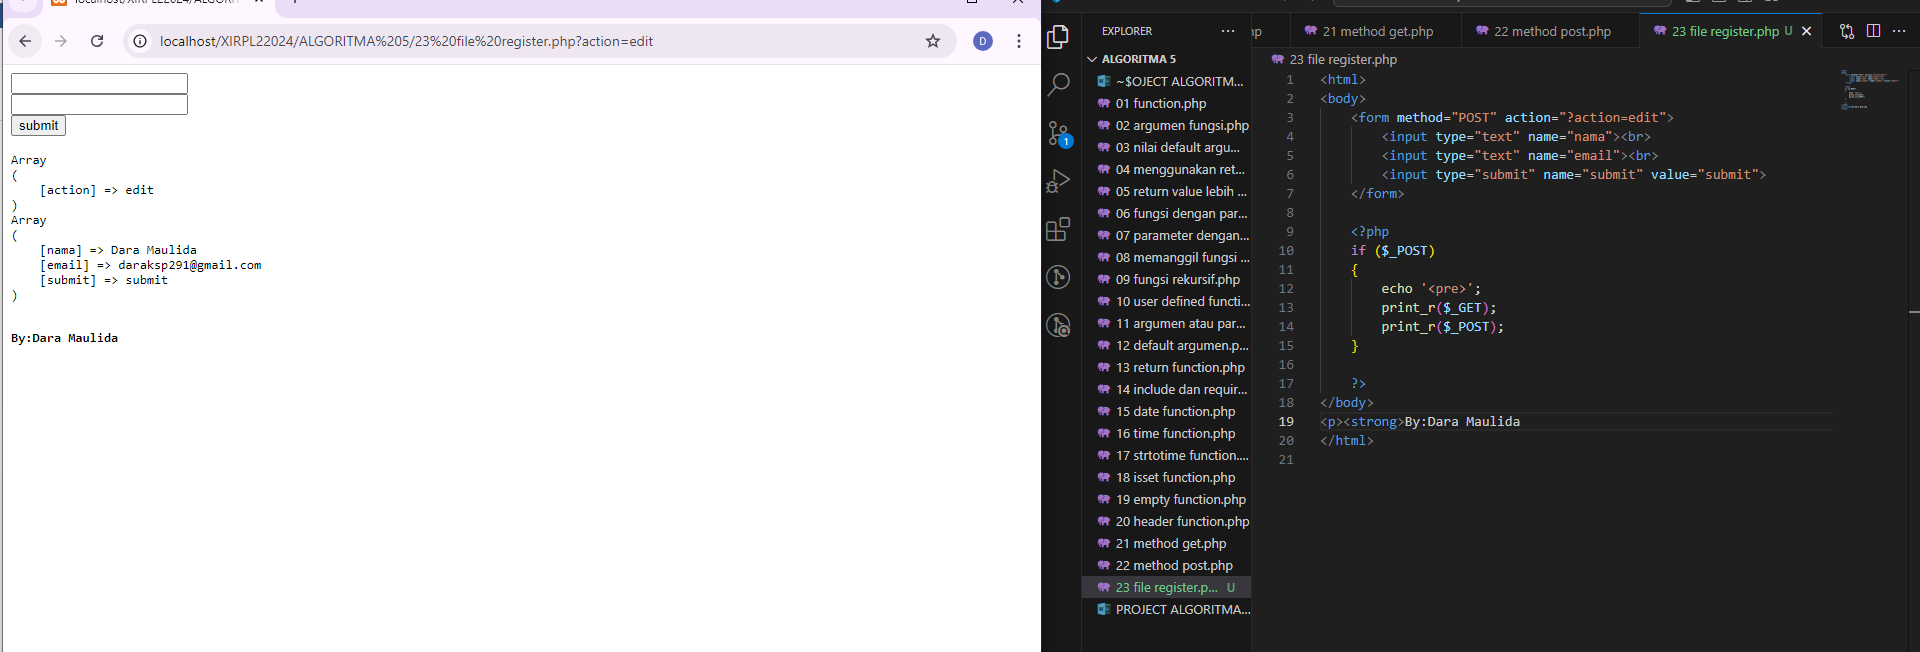 localhost/XIRPL22024/ALGORITMA%205/23%20file%20register.php?action=edit
D
submit
Array
(
[action] => edit
)
Array
(
[nama] => Dara Maulida
[email] => daraksp291@gmail.com
[submit] => submit
)
By:Dara Maulida
EXPLORER
ALGORITMA 5
~$OJECT ALGORITM...
01 function.php
02 argumen fungsi.php
03 nilai default argu...
04 menggunakan ret...
05 return value lebih ...
06 fungsi dengan par...
07 parameter dengan...
08 memanggil fungsi ...
09 fungsi rekursif.php
10 user defined functi...
11 argumen atau par...
12 default argumen.p...
13 return function.php
14 include dan requir...
15 date function.php
16 time function.php
17 strtotime function....
18 isset function.php
19 empty function.php
20 header function.php
21 method get.php
22 method post.php
23 file register.p... U
PROJECT ALGORITMA...
1
21 method get.php
22 method post.php
23 file register.php U
23 file register.php
1 <html>
2 <body>
3 <form method="POST" action="?action=edit">
4 <input type="text" name="nama"><br>
5 <input type="text" name="email"><br>
6 <input type="submit" name="submit" value="submit">
7 </form>
8
9 <?php
10 if ($_POST)
11 {
12 echo '<pre>';
13 print_r($_GET);
14 print_r($_POST);
15 }
16
17 ?>
18 </body>
19 <p><strong>By:Dara Maulida
20 </html>
21